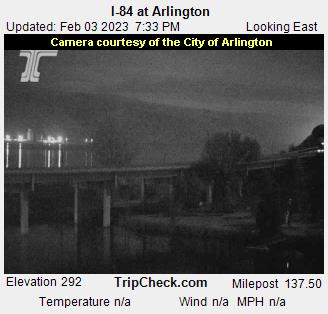 I-84 at Arlington
Updated: Feb 03 2023 7:33 PM Looking East
Camera courtesy of the City of Arlington
Elevation 292 TripCheck.com Milepost 137.50
Temperature n/a Wind n/a MPH n/a